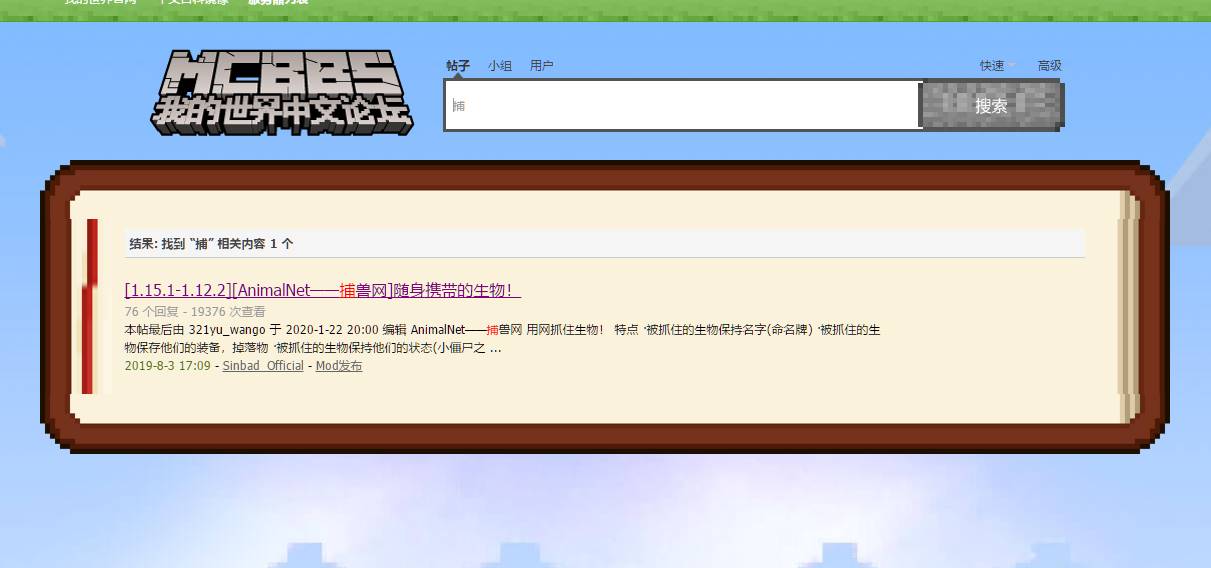 服务器列表
MCBBS
我的世界中文论坛
帖子 小组 用户 快速 高级
捕
搜索
结果: 找到 “捕” 相关内容 1 个
[1.15.1-1.12.2][AnimalNet——捕兽网]随身携带的生物！
76 个回复 - 19376 次查看
本帖最后由 321yu_wango 于 2020-1-22 20:00 编辑 AnimalNet——捕兽网 用网抓住生物！ 特点 ·被抓住的生物保持名字(命名牌) ·被抓住的生
物保存他们的装备，掉落物 ·被抓住的生物保持他们的状态(小僵尸之 ...
2019-8-3 17:09 - Sinbad_Official - Mod发布